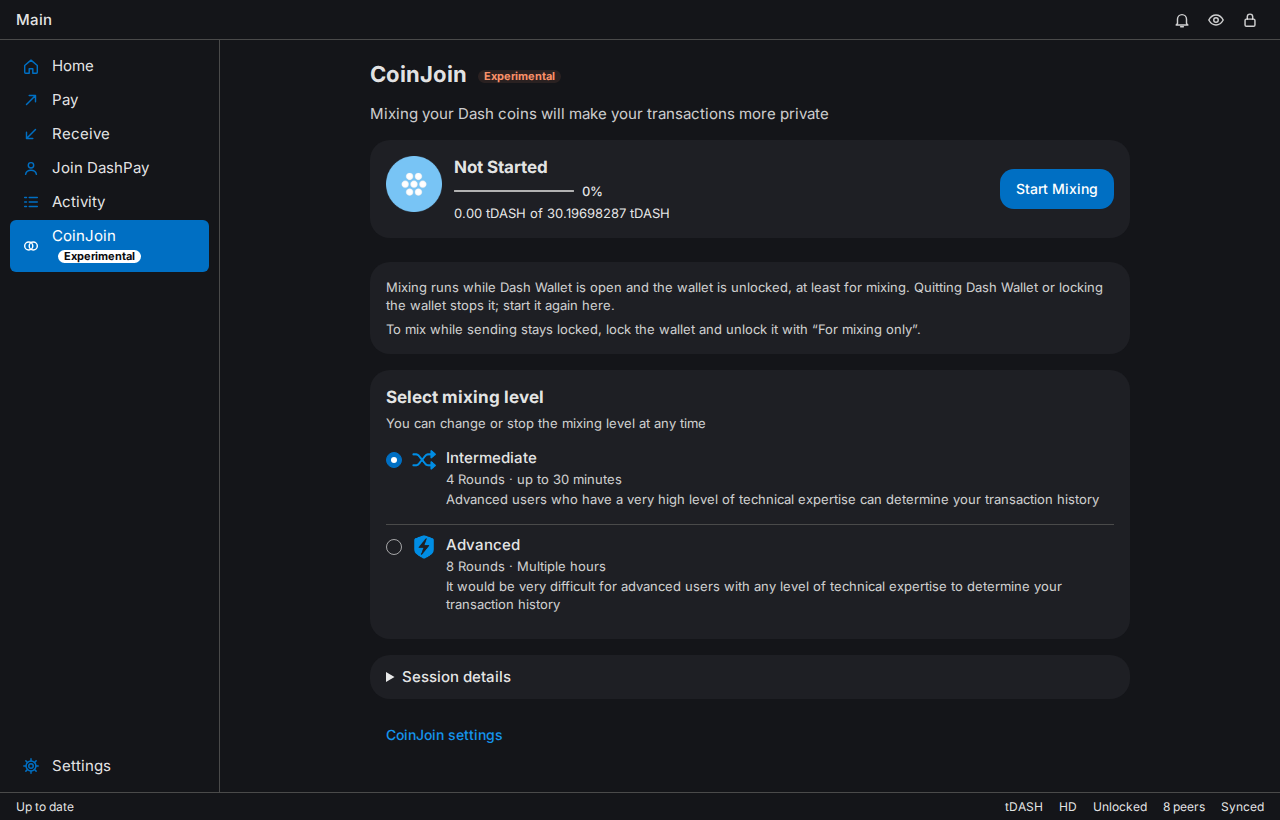 Main
Home
Pay
Receive
Join DashPay
Activity
CoinJoin
Experimental
Settings
CoinJoin Experimental
Mixing your Dash coins will make your transactions more private
Not Started
0%
0.00 tDASH of 30.19698287 tDASH
Start Mixing
Mixing runs while Dash Wallet is open and the wallet is unlocked, at least for mixing. Quitting Dash Wallet or locking
the wallet stops it; start it again here.
To mix while sending stays locked, lock the wallet and unlock it with “For mixing only”.
Select mixing level
You can change or stop the mixing level at any time
Intermediate
4 Rounds · up to 30 minutes
Advanced users who have a very high level of technical expertise can determine your transaction history
Advanced
8 Rounds · Multiple hours
It would be very difficult for advanced users with any level of technical expertise to determine your
transaction history
Session details
CoinJoin settings
Up to date
tDASH HD Unlocked 8 peers Synced